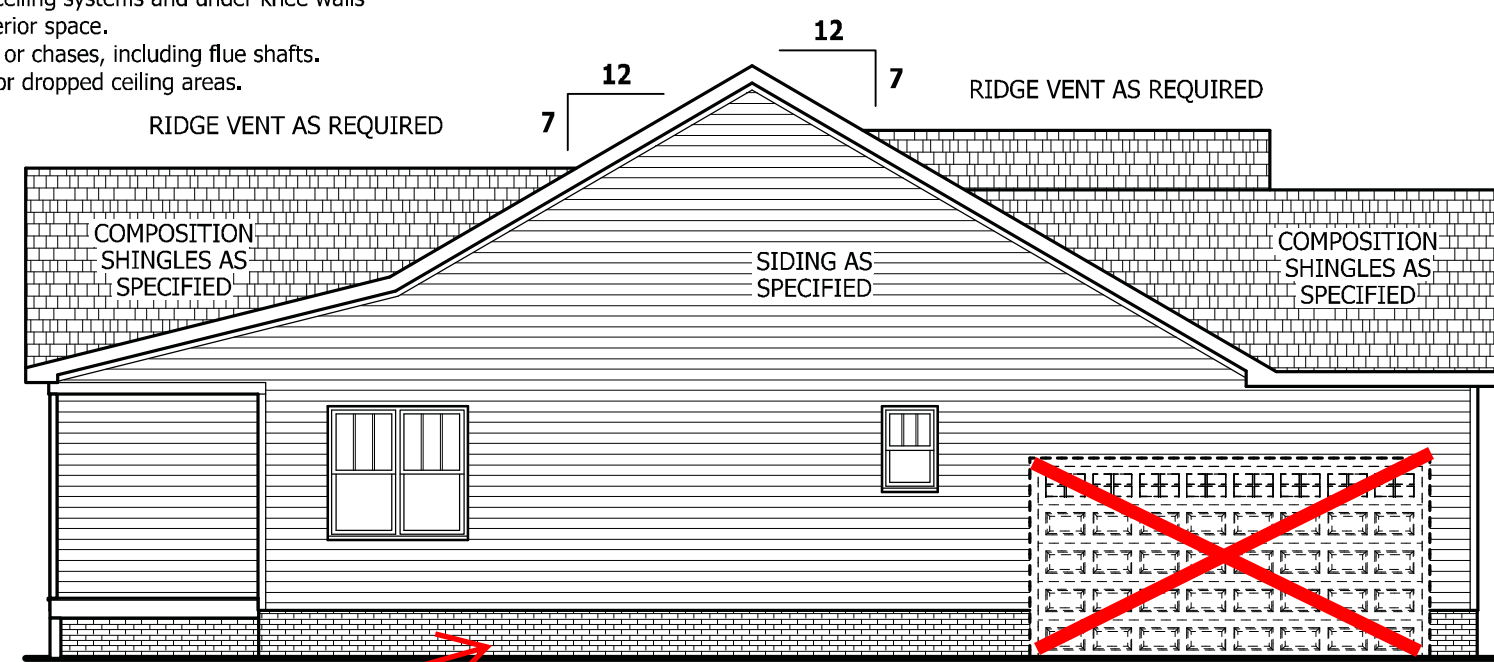 ceiling systems and under knee walls
erior space.
or chases, including flue shafts.
or dropped ceiling areas.
12
7
12
7
RIDGE VENT AS REQUIRED
RIDGE VENT AS REQUIRED
COMPOSITION
SHINGLES AS
SPECIFIED
SIDING AS
SPECIFIED
COMPOSITION
SHINGLES AS
SPECIFIED